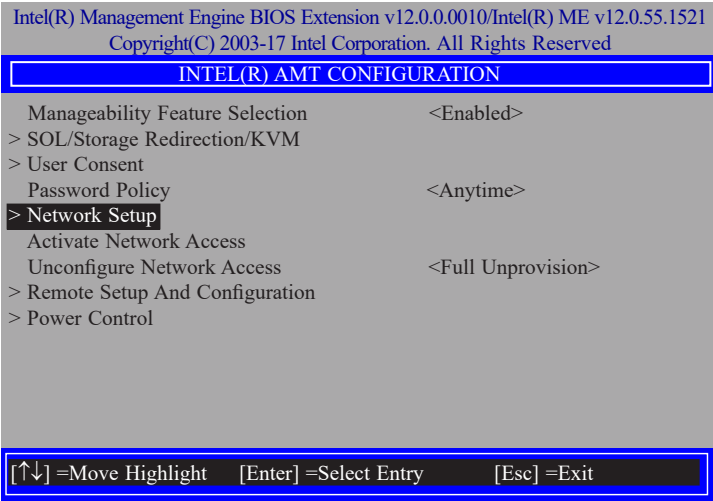 Intel(R) Management Engine BIOS Extension v12.0.0.0010/Intel(R) ME v12.0.55.1521
Copyright(C) 2003-17 Intel Corporation. All Rights Reserved
INTEL(R) AMT CONFIGURATION
Manageability Feature Selection <Enabled>
> SOL/Storage Redirection/KVM
> User Consent
Password Policy <Anytime>
> Network Setup
Activate Network Access
Unconfigure Network Access <Full Unprovision>
> Remote Setup And Configuration
> Power Control
[↑↓] =Move Highlight [Enter] =Select Entry [Esc] =Exit